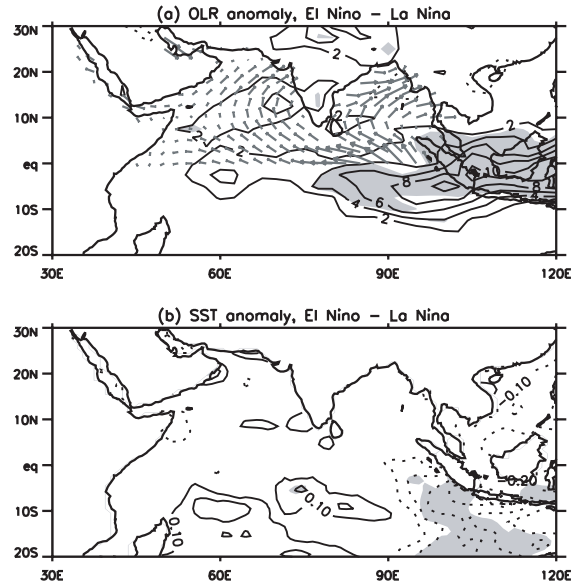 (a) OLR anomaly, El Nino – La Nina
30N
20N
10N
eq
10S
20S
2
2
2
2
2
8
10
8
4
6
4
2
30E
60E
90E
120E
(b) SST anomaly, El Nino – La Nina
30N
20N
10N
eq
10S
20S
-0.10
-0.20
0.10
0.10
30E
60E
90E
120E